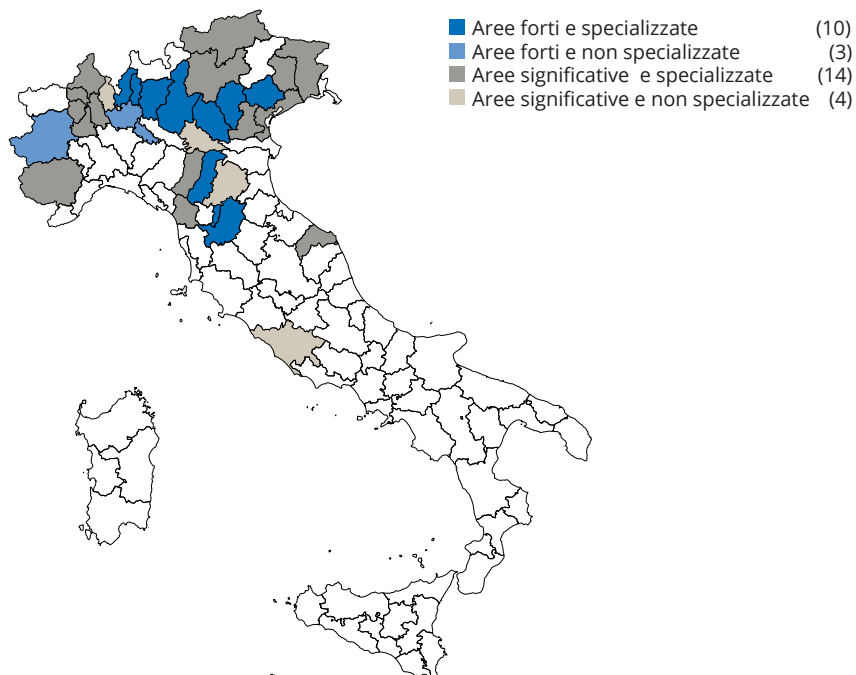 Aree forti e specializzate (10)
Aree forti e non specializzate (3)
Aree significative e specializzate (14)
Aree significative e non specializzate (4)